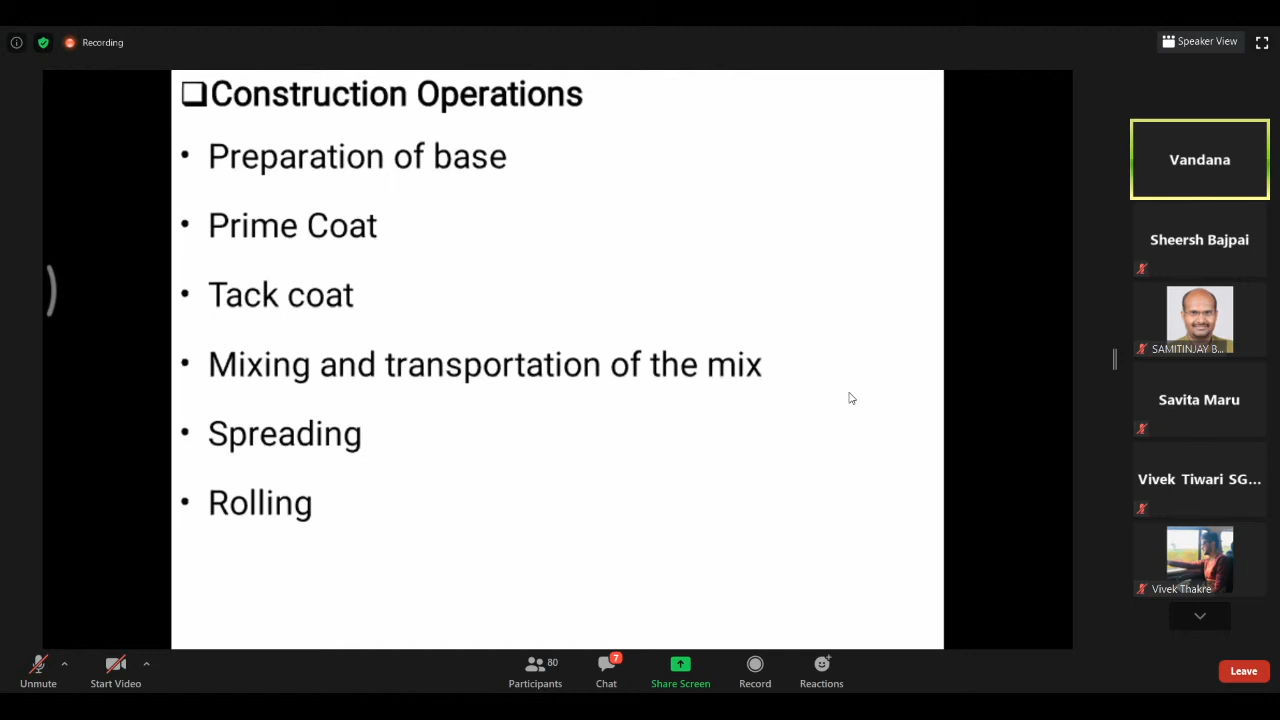 Recording
Speaker View
❑Construction Operations
• Preparation of base
• Prime Coat
• Tack coat
• Mixing and transportation of the mix
• Spreading
• Rolling
Vandana
Sheersh Bajpai
SAMITINJAY B...
Savita Maru
Vivek Tiwari SG...
Vivek Thakre
Unmute
Start Video
80
Participants
7
Chat
Share Screen
Record
Reactions
Leave